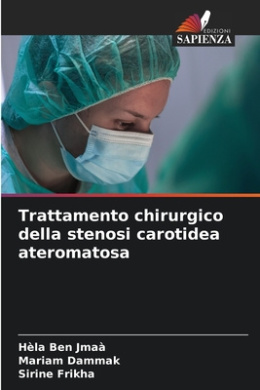 EDIZIONI
SAPIENZA
Trattamento chirurgico
della stenosi carotidea
ateromatosa
Hèla Ben Jmaà
Mariam Dammak
Sirine Frikha